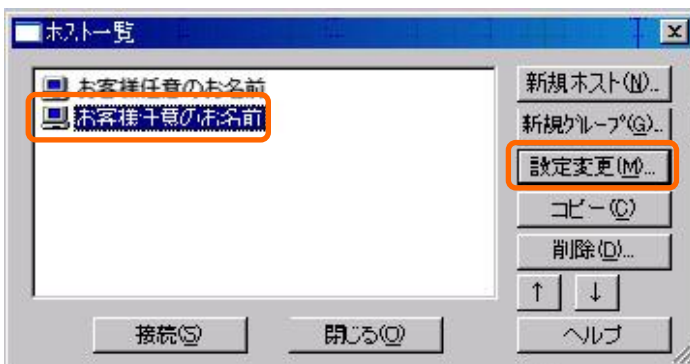 ホスト一覧
お客様任意のお名前
お客様任意のお名前
新規ホスト(N)..
新規グループ(G)..
設定変更(M)...
コピー(C)
削除(D)...
↑ ↓
接続(S) 閉じる(O) ヘルプ